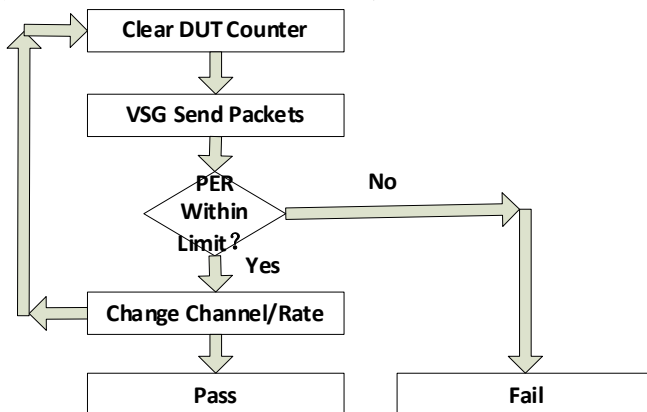 Clear DUT Counter
VSG Send Packets
PER
Within
Limit？
No
Yes
Change Channel/Rate
Pass
Fail